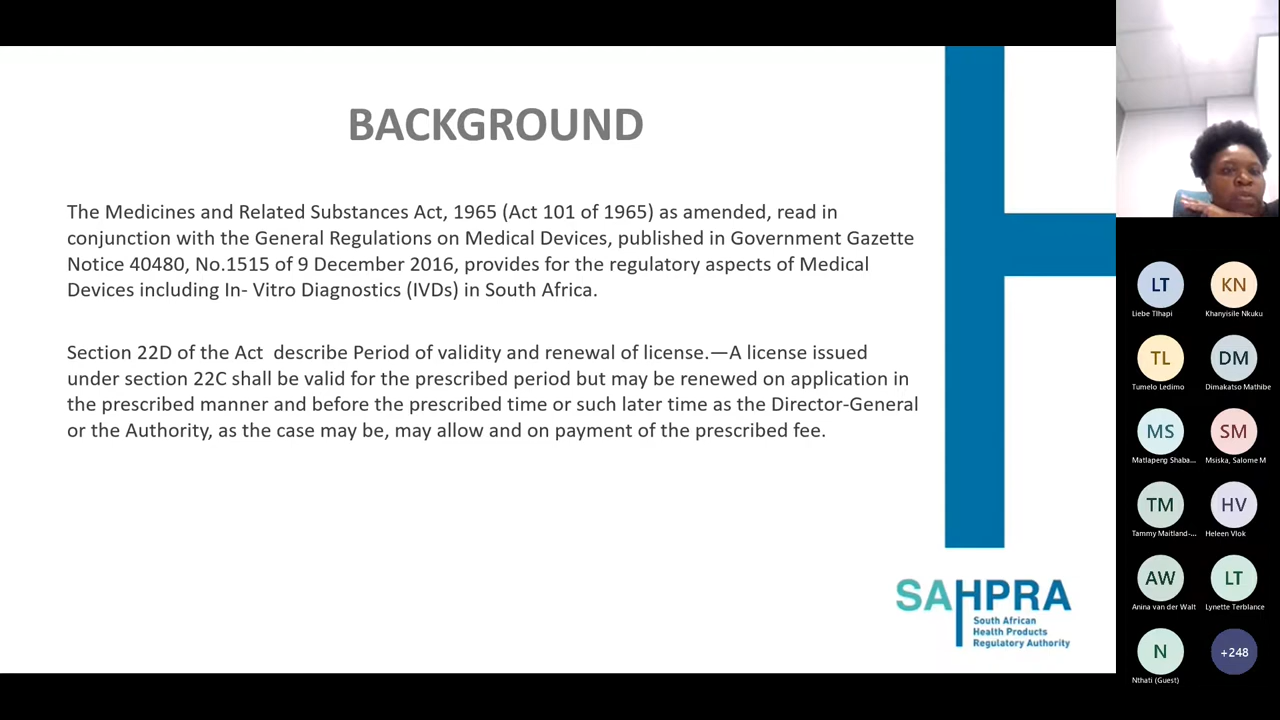 BACKGROUND
The Medicines and Related Substances Act, 1965 (Act 101 of 1965) as amended, read in
conjunction with the General Regulations on Medical Devices, published in Government Gazette
Notice 40480, No.1515 of 9 December 2016, provides for the regulatory aspects of Medical
Devices including In- Vitro Diagnostics (IVDs) in South Africa.
Section 22D of the Act  describe Period of validity and renewal of license.—A license issued
under section 22C shall be valid for the prescribed period but may be renewed on application in
the prescribed manner and before the prescribed time or such later time as the Director-General
or the Authority, as the case may be, may allow and on payment of the prescribed fee.
SAHPRA
South African
Health Products
Regulatory Authority
LT KN
Liebe Tlhapi Khanyisile Nkuku
TL DM
Tumelo Ledimo Dimakatso Mathibe
MS SM
Matlapeng Shaba... Msiska, Salome M
TM HV
Tammy Maitland-... Heleen Vlok
AW LT
Anina van der Walt Lynette Terblance
N +248
Nthati (Guest)